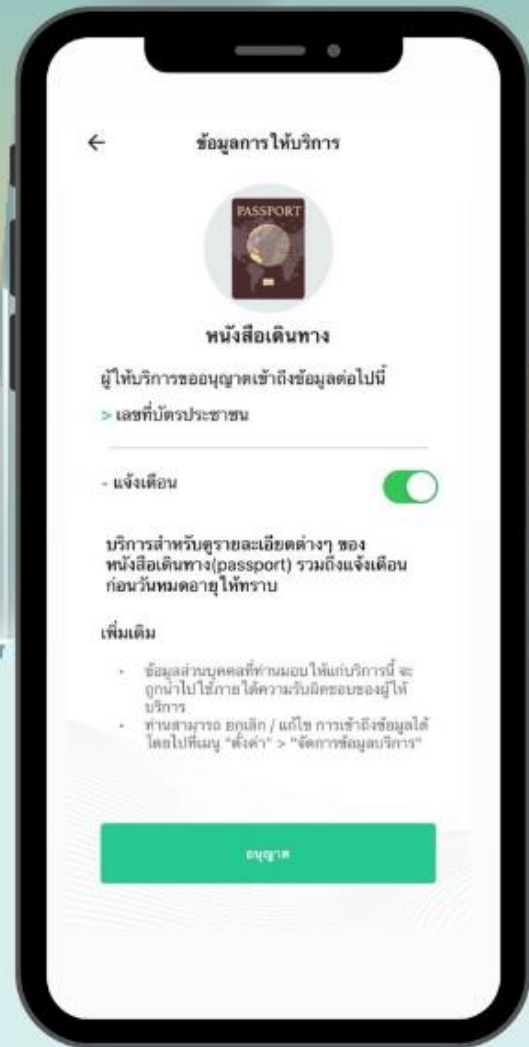 ← ข้อมูลการให้บริการ
PASSPORT
หนังสือเดินทาง
ผู้ให้บริการขออนุญาตเข้าถึงข้อมูลต่อไปนี้
> เลขที่บัตรประชาชน
- แจ้งเตือน
บริการสำหรับดูรายละเอียดต่างๆ ของ
หนังสือเดินทาง(passport) รวมถึงแจ้งเตือน
ก่อนวันหมดอายุให้ทราบ
เพิ่มเติม
- ข้อมูลส่วนบุคคลที่ท่านมอบให้แก่บริการนี้ จะ
ถูกนำไปใช้ภายใต้ความรับผิดชอบของผู้ให้
บริการ
- ท่านสามารถ ยกเลิก / แก้ไข การเข้าถึงข้อมูลได้
โดยไปที่เมนู "ตั้งค่า" > "จัดการข้อมูลบริการ"
อนุญาต